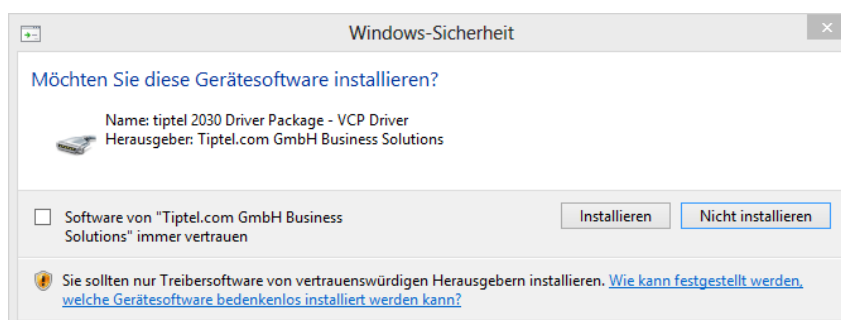 Windows-Sicherheit
Möchten Sie diese Gerätesoftware installieren?
Name: tiptel 2030 Driver Package - VCP Driver
Herausgeber: Tiptel.com GmbH Business Solutions
Software von "Tiptel.com GmbH Business
Solutions" immer vertrauen
Installieren
Nicht installieren
Sie sollten nur Treibersoftware von vertrauenswürdigen Herausgebern installieren. Wie kann festgestellt werden,
welche Gerätesoftware bedenkenlos installiert werden kann?